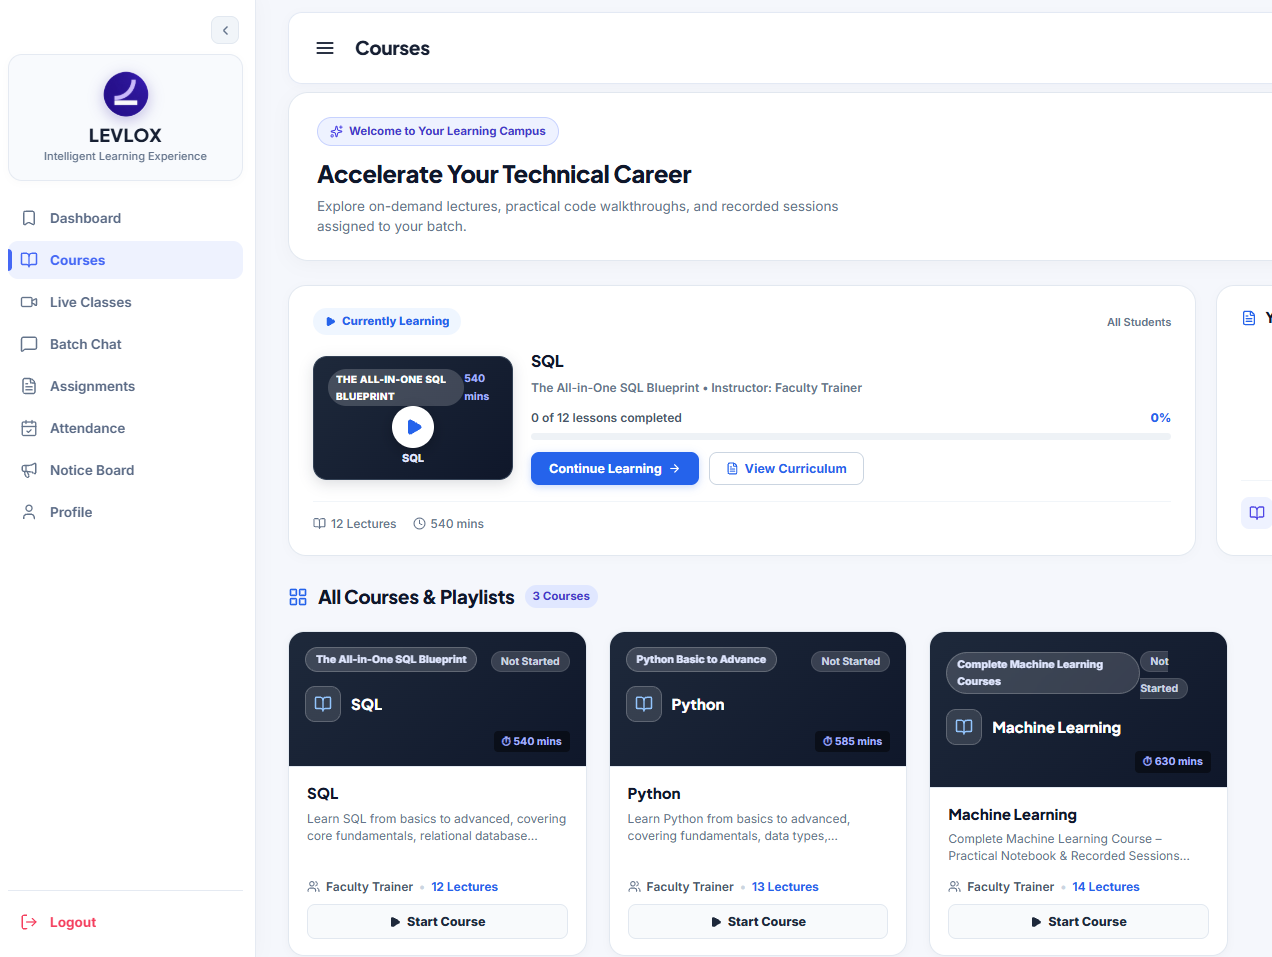 LEVLOX
Intelligent Learning Experience
Dashboard
Courses
Live Classes
Batch Chat
Assignments
Attendance
Notice Board
Profile
Logout
Courses
Welcome to Your Learning Campus
Accelerate Your Technical Career
Explore on-demand lectures, practical code walkthroughs, and recorded sessions
assigned to your batch.
Currently Learning
All Students
THE ALL-IN-ONE SQL
BLUEPRINT
540
mins
SQL
SQL
The All-in-One SQL Blueprint • Instructor: Faculty Trainer
0 of 12 lessons completed
0%
Continue Learning →
View Curriculum
12 Lectures
540 mins
All Courses & Playlists
3 Courses
The All-in-One SQL Blueprint
Not Started
SQL
540 mins
SQL
Learn SQL from basics to advanced, covering
core fundamentals, relational database...
Faculty Trainer • 12 Lectures
Start Course
Python Basic to Advance
Not Started
Python
585 mins
Python
Learn Python from basics to advanced,
covering fundamentals, data types,...
Faculty Trainer • 13 Lectures
Start Course
Complete Machine Learning
Courses
Not
Started
Machine Learning
630 mins
Machine Learning
Complete Machine Learning Course –
Practical Notebook & Recorded Sessions...
Faculty Trainer • 14 Lectures
Start Course